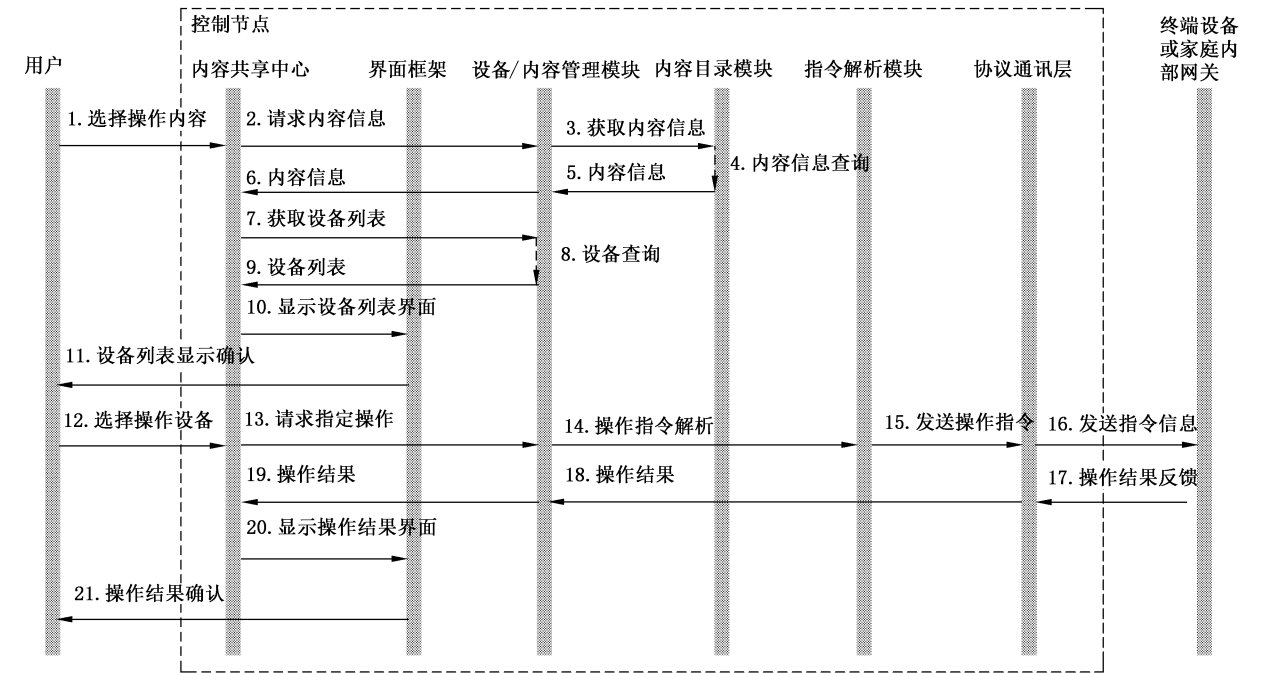 控制节点
用户
内容共享中心
界面框架
设备/内容管理模块
内容目录模块
指令解析模块
协议通讯层
终端设备
或家庭内
部网关
1.选择操作内容
2.请求内容信息
3.获取内容信息
4.内容信息查询
5.内容信息
6.内容信息
7.获取设备列表
8.设备查询
9.设备列表
10.显示设备列表界面
11.设备列表显示确认
12.选择操作设备
13.请求指定操作
14.操作指令解析
15.发送操作指令
16.发送指令信息
17.操作结果反馈
18.操作结果
19.操作结果
20.显示操作结果界面
21.操作结果确认